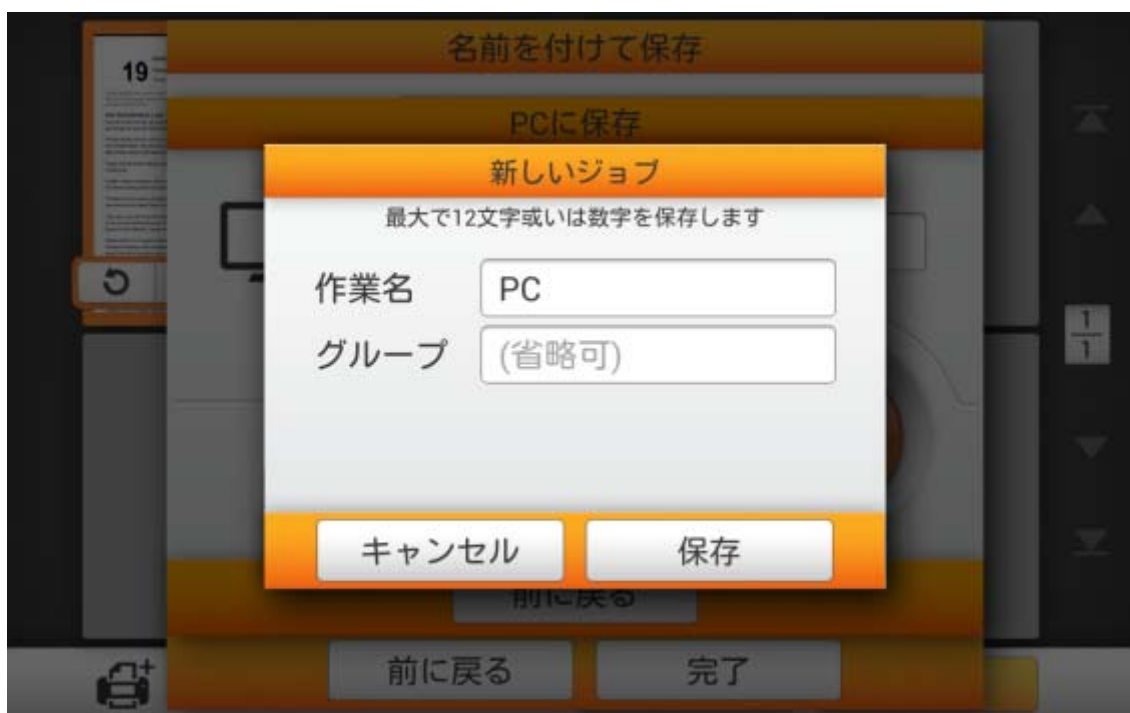 名前を付けて保存
19
PCに保存
新しいジョブ
最大で12文字或いは数字を保存します
作業名 PC
グループ (省略可)
1
1
キャンセル 保存
前に戻る
前に戻る 完了